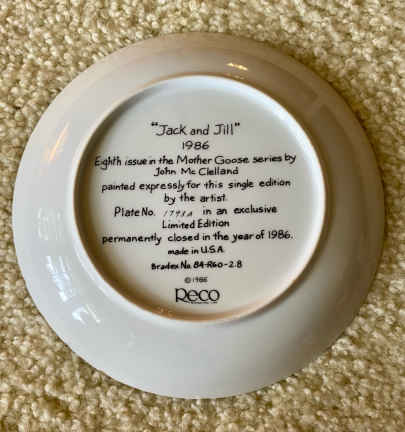 "Jack and Jill"
1986
Eighth issue in the Mother Goose series by
John McClelland
painted expressly for this single edition
by the artist.
Plate No. in an exclusive
Limited Edition
permanently closed in the year of 1986.
made in U.S.A.
Bradex No. 84-R60-2.8
©1986
Reco